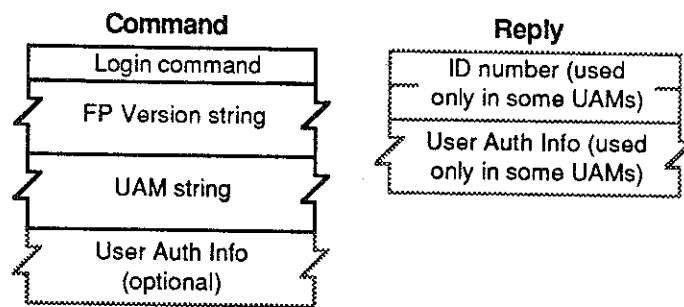 Command
Login command
FP Version string
UAM string
User Auth Info
(optional)
Reply
ID number (used
only in some UAMs)
User Auth Info (used
only in some UAMs)